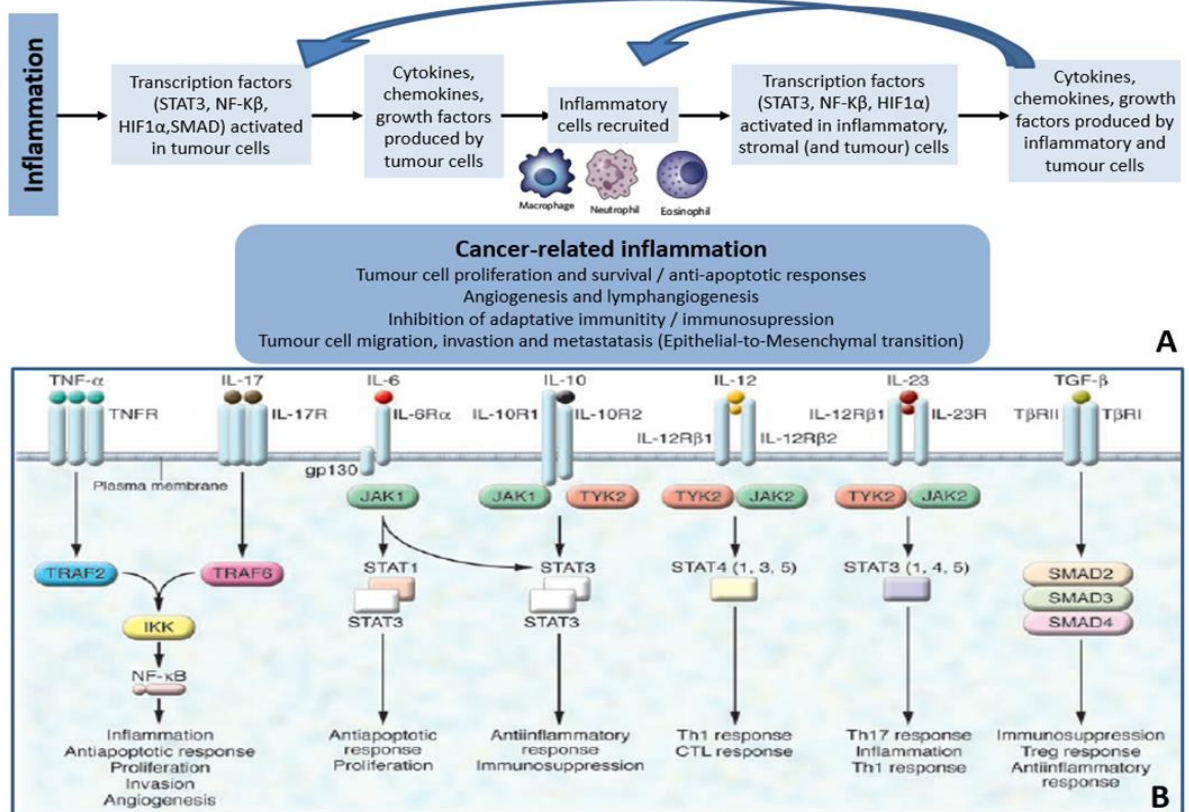 Inflammation
Transcription factors
(STAT3, NF-Kβ,
HIF1α,SMAD) activated
in tumour cells
Cytokines,
chemokines,
growth factors
produced by
tumour cells
Inflammatory
cells recruited
Macrophage
Neutrophil
Eosinophil
Transcription factors
(STAT3, NF-Kβ, HIF1α)
activated in inflammatory,
stromal (and tumour) cells
Cytokines,
chemokines, growth
factors produced by
inflammatory and
tumour cells
Cancer-related inflammation
Tumour cell proliferation and survival / anti-apoptotic responses
Angiogenesis and lymphangiogenesis
Inhibition of adaptative immunitity / immunosupression
Tumour cell migration, invastion and metastatasis (Epithelial-to-Mesenchymal transition)
A
TNF-α
TNFR
IL-17
IL-17R
IL-6
IL-6Rα
gp130
IL-10
IL-10R1
IL-10R2
IL-12
IL-12Rβ1
IL-12Rβ2
IL-23
IL-12Rβ1
IL-23R
TGF-β
TβRII
TβRI
Plasma membrane
JAK1
JAK1
TYK2
TYK2
JAK2
TYK2
JAK2
TRAF2
TRAF6
IKK
NF-κB
STAT1
STAT3
STAT3
STAT3
STAT4 (1, 3, 5)
STAT3 (1, 4, 5)
SMAD2
SMAD3
SMAD4
Inflammation
Antiapoptotic response
Proliferation
Invasion
Angiogenesis
Antiapoptotic
response
Proliferation
Antiinflammatory
response
Immunosuppression
Th1 response
CTL response
Th17 response
Inflammation
Th1 response
Immunosuppression
Treg response
Antiinflammatory
response
B